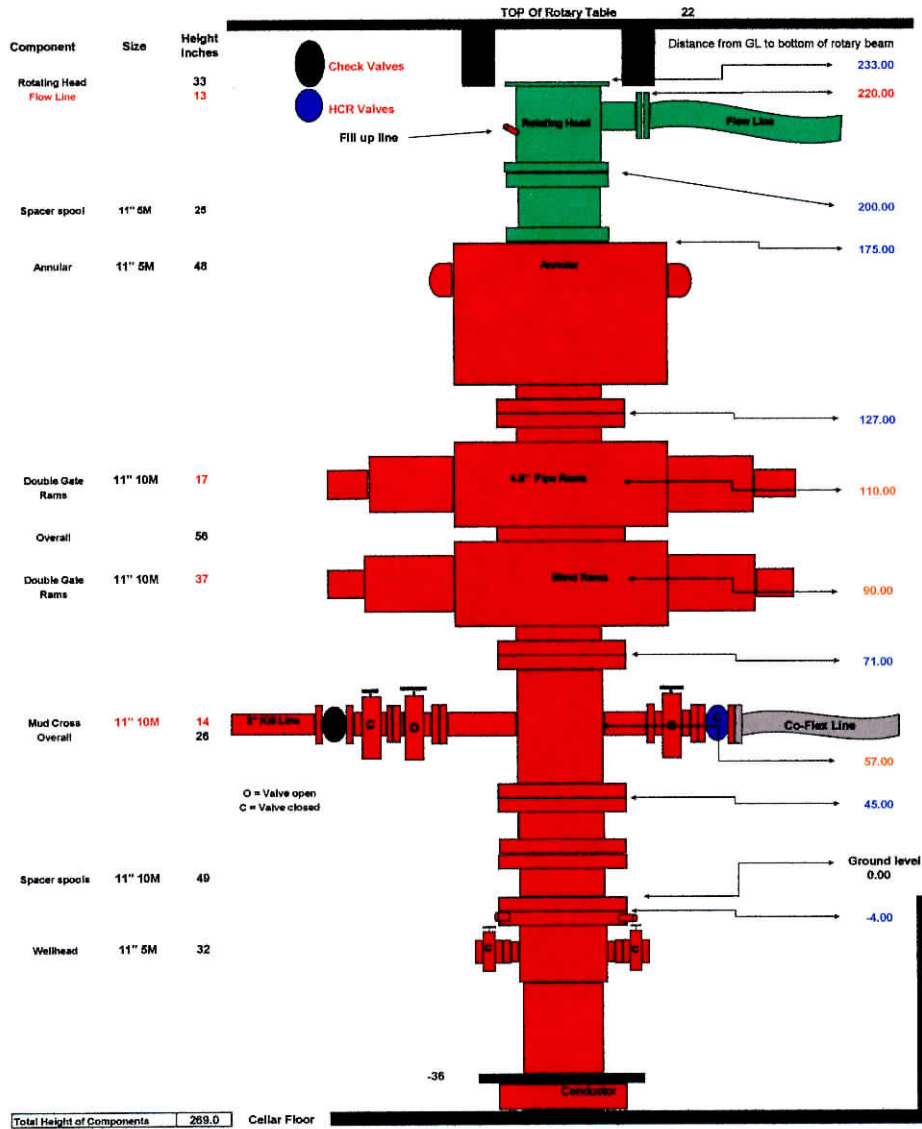 TOP Of Rotary Table 22
Component Size Height Inches
Distance from GL to bottom of rotary beam
Check Valves
233.00
Rotating Head 33
Flow Line 13
220.00
HCR Valves
Rotating Head
Flow Line
Fill up line
200.00
Spacer spool 11" 5M 25
175.00
Annular 11" 5M 48
Annular
127.00
Double Gate Rams 11" 10M 17
Pipe Rams
110.00
Overall 56
Double Gate Rams 11" 10M 37
Blind Rams
90.00
71.00
Mud Cross 11" 10M 14
Overall 26
Kill Line
C
O
O
C
Co-Flex Line
57.00
O = Valve open
C = Valve closed
45.00
Ground level
0.00
Spacer spools 11" 10M 49
-4.00
Wellhead 11" 5M 32
C
C
-36
Conductor
Total Height of Components 269.0
Cellar Floor